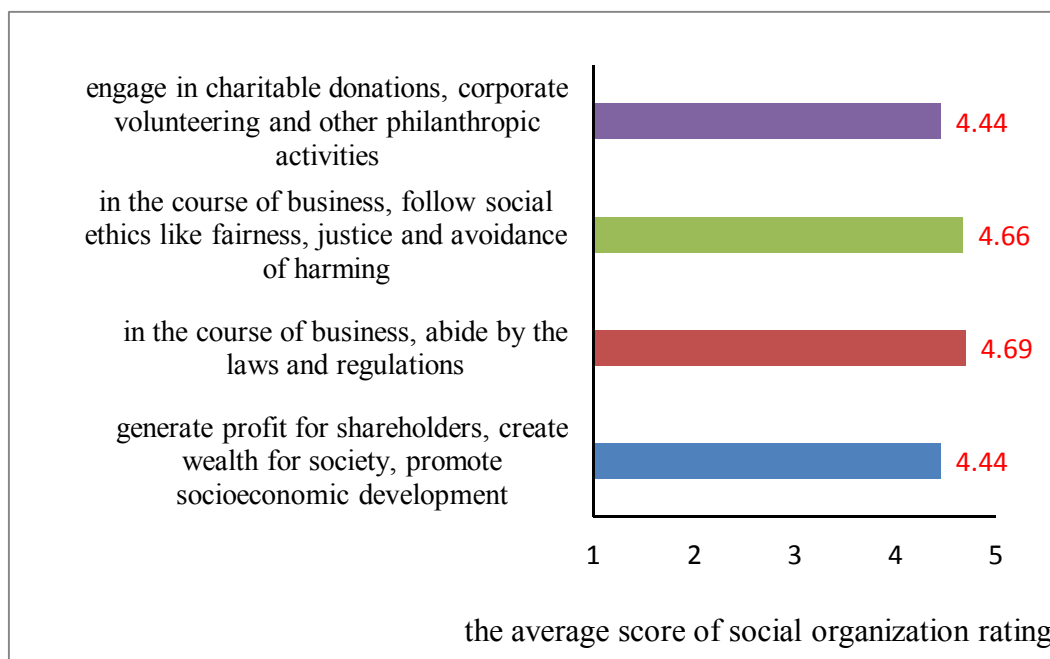 engage in charitable donations, corporate
volunteering and other philanthropic
activities
4.44
in the course of business, follow social
ethics like fairness, justice and avoidance
of harming
4.66
in the course of business, abide by the
laws and regulations
4.69
generate profit for shareholders, create
wealth for society, promote
socioeconomic development
4.44
1 2 3 4 5
the average score of social organization rating